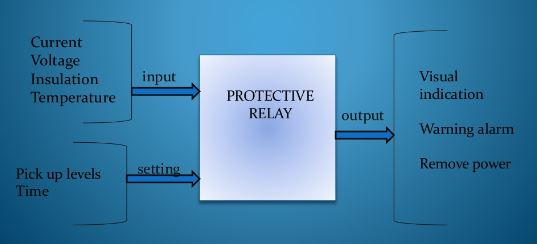 Current
Voltage
Insulation
Temperature
input
Pick up levels
Time
setting
PROTECTIVE
RELAY
output
Visual
indication
Warning alarm
Remove power